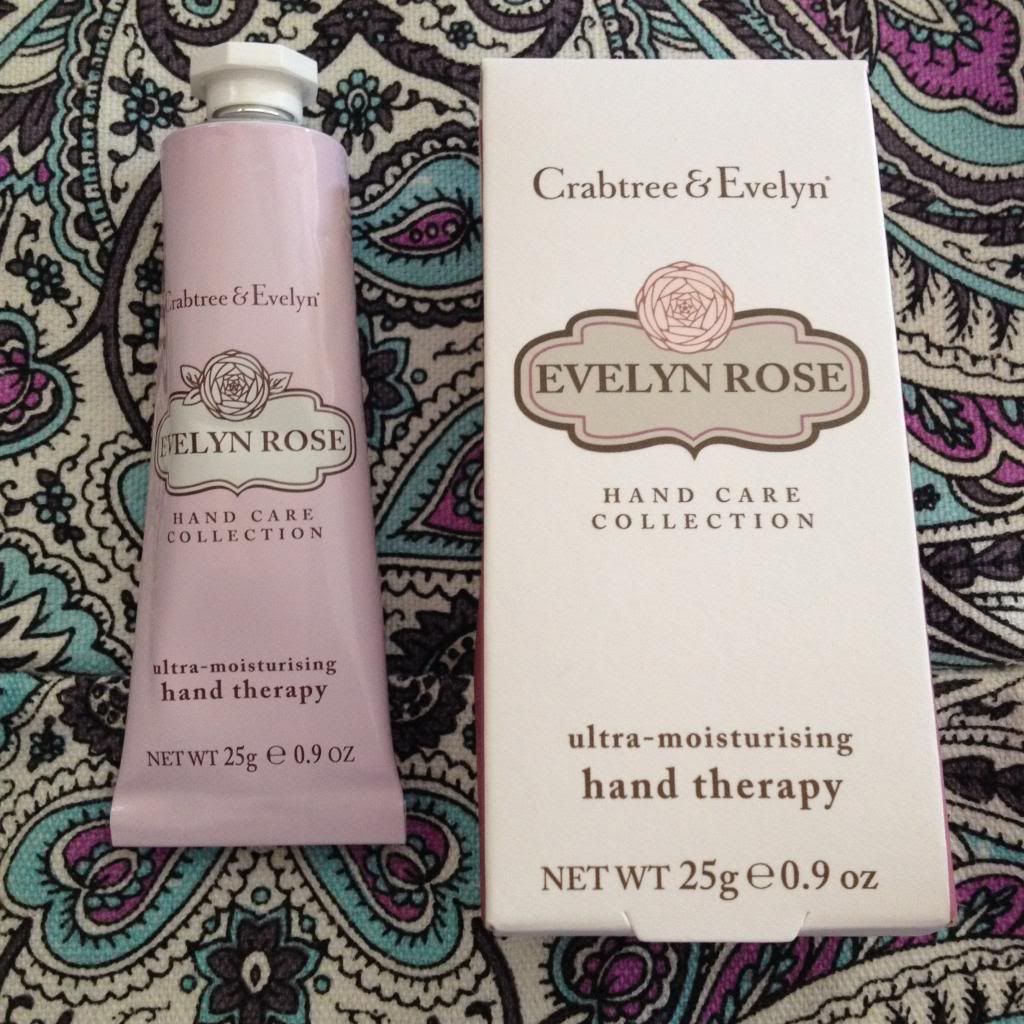 Crabtree & Evelyn
EVELYN ROSE
HAND CARE
COLLECTION
ultra-moisturising
hand therapy
NET WT 25g ℮ 0.9 OZ
Crabtree & Evelyn®
EVELYN ROSE
HAND CARE
COLLECTION
ultra-moisturising
hand therapy
NET WT 25g ℮ 0.9 oz